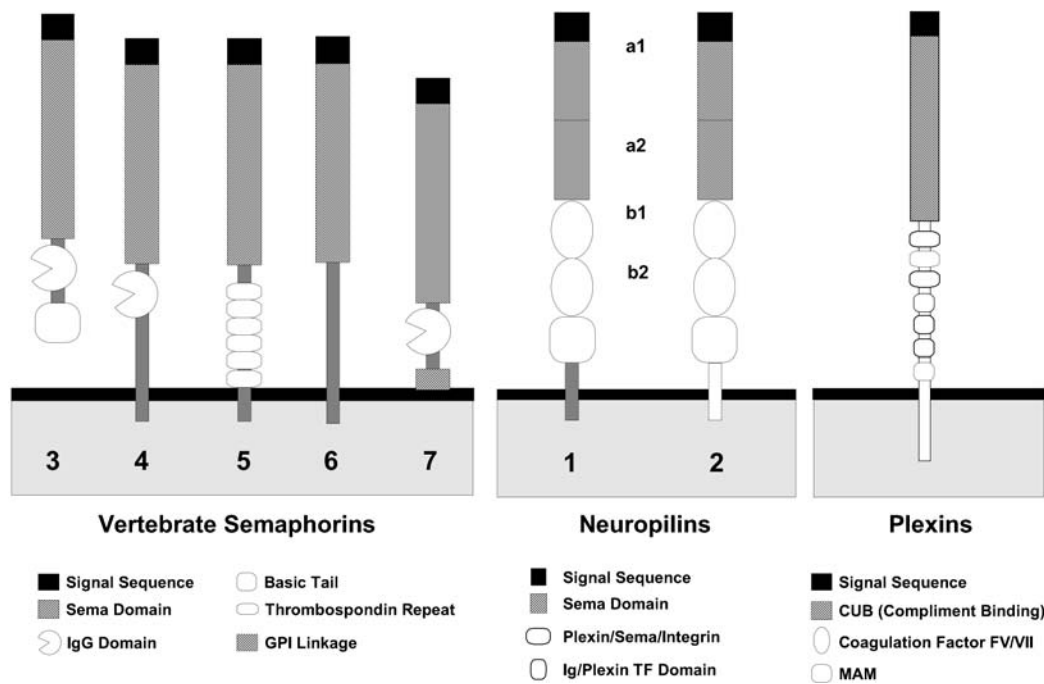 a1
a2
b1
b2
3 4 5 6 7
1 2
Vertebrate Semaphorins
Neuropilins
Plexins
Signal Sequence
Sema Domain
IgG Domain
Basic Tail
Thrombospondin Repeat
GPI Linkage
Signal Sequence
Sema Domain
Plexin/Sema/Integrin
Ig/Plexin TF Domain
Signal Sequence
CUB (Compliment Binding)
Coagulation Factor FV/VII
MAM